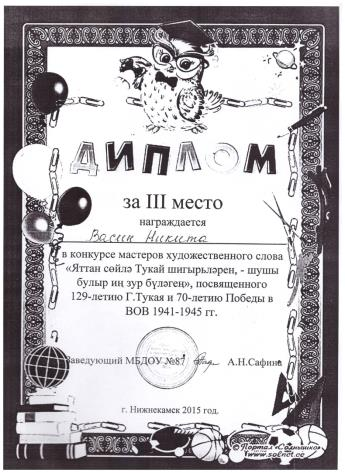 ДИПЛОМ
за III место
награждается
Васин Никита
в конкурсе мастеров художественного слова
«Яттан сөйлә Тукай шигырьләрен, - шушы
булыр иң зур бүләгең», посвященного
129-летию Г.Тукая и 70-летию Победы в
ВОВ 1941-1945 гг.
Заведующий МБДОУ №87 А.Н.Сафина
г. Нижнекамск 2015 год.
Портал «Солнышко»
www.solnet.ee